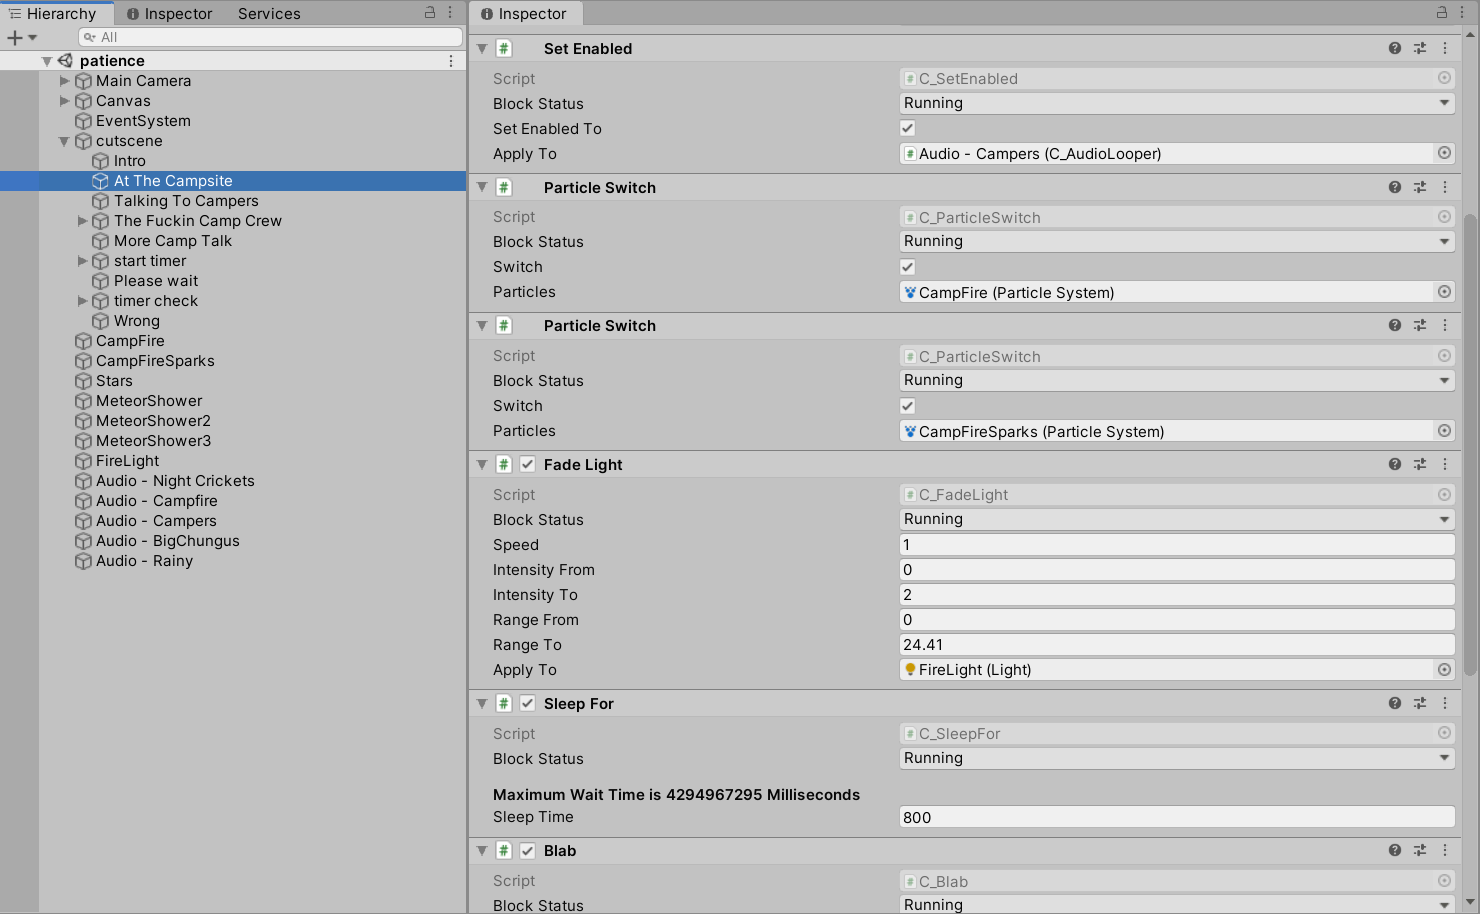 Hierarchy
Inspector
Services
All
patience
Main Camera
Canvas
EventSystem
cutscene
Intro
At The Campsite
Talking To Campers
The Fuckin Camp Crew
More Camp Talk
start timer
Please wait
timer check
Wrong
CampFire
CampFireSparks
Stars
MeteorShower
MeteorShower2
MeteorShower3
FireLight
Audio - Night Crickets
Audio - Campfire
Audio - Campers
Audio - BigChungus
Audio - Rainy
Inspector
# Set Enabled
Script # C_SetEnabled
Block Status Running
Set Enabled To
Apply To # Audio - Campers (C_AudioLooper)
# Particle Switch
Script # C_ParticleSwitch
Block Status Running
Switch
Particles CampFire (Particle System)
# Particle Switch
Script # C_ParticleSwitch
Block Status Running
Switch
Particles CampFireSparks (Particle System)
# Fade Light
Script # C_FadeLight
Block Status Running
Speed 1
Intensity From 0
Intensity To 2
Range From 0
Range To 24.41
Apply To FireLight (Light)
# Sleep For
Script # C_SleepFor
Block Status Running
Maximum Wait Time is 4294967295 Milliseconds
Sleep Time 800
# Blab
Script # C_Blab
Block Status Running